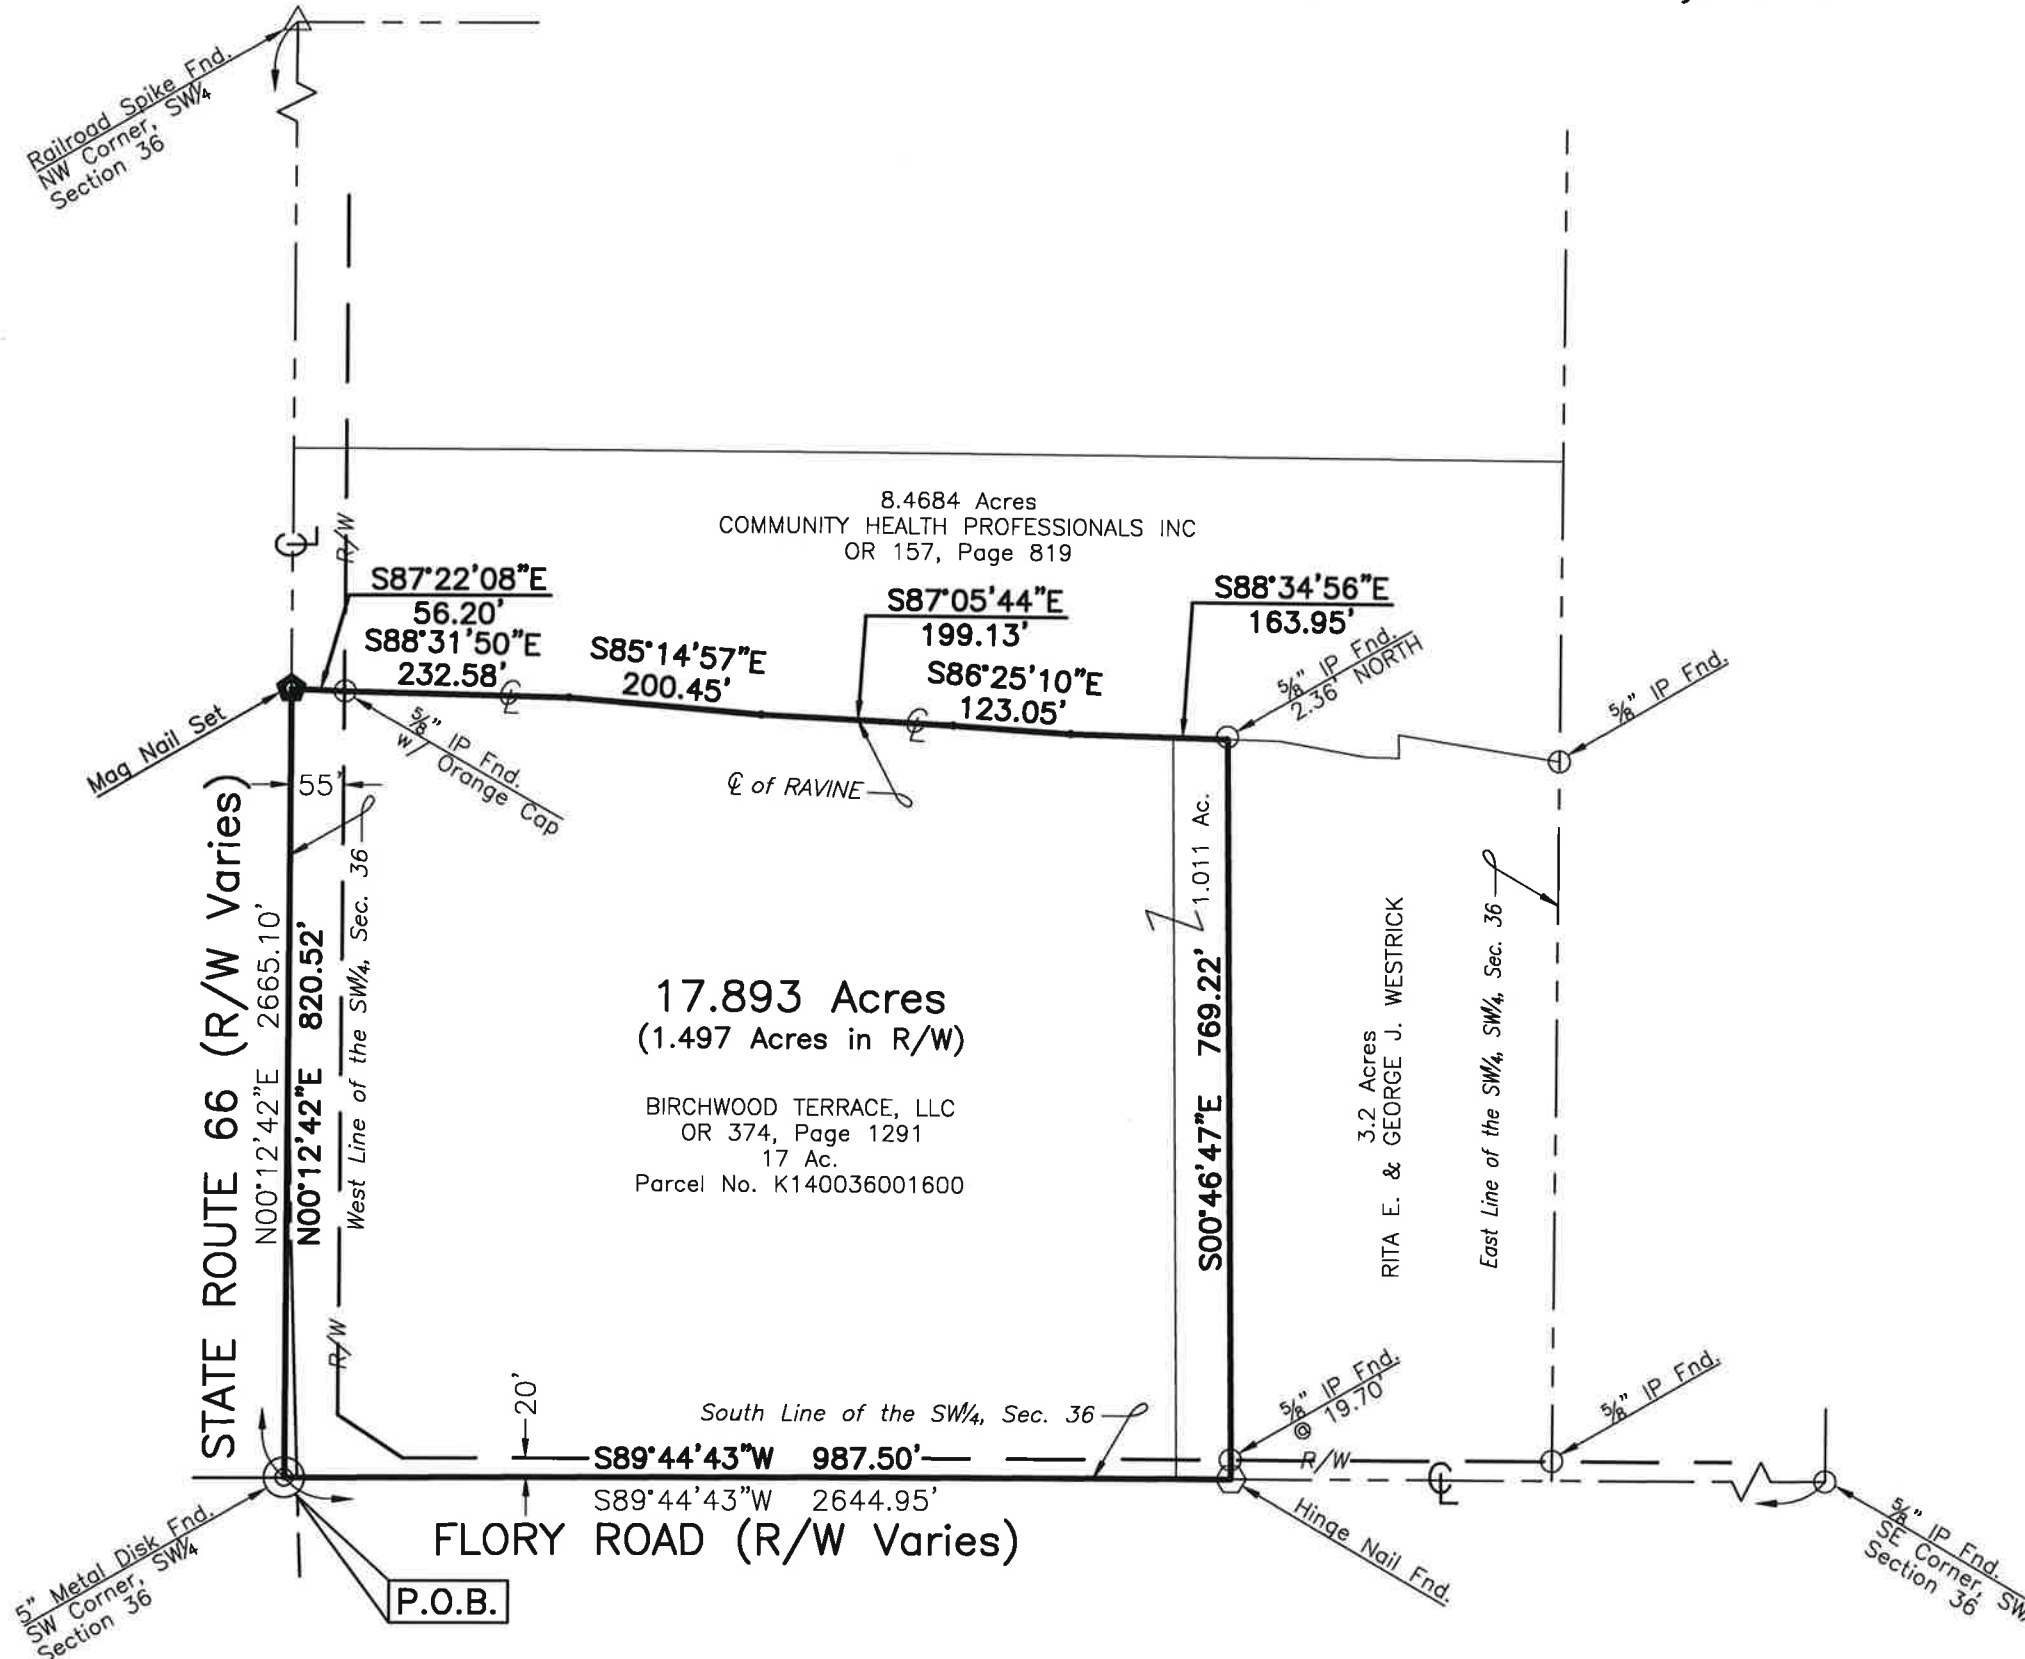 Railroad Spike Fnd.
NW Corner, SW¼
Section 36
8.4684 Acres
COMMUNITY HEALTH PROFESSIONALS INC
OR 157, Page 819
℄
R/W
S87°22'08"E
56.20'
S88°31'50"E
232.58'
℄
S85°14'57"E
200.45'
S87°05'44"E
199.13'
S86°25'10"E
123.05'
℄
S88°34'56"E
163.95'
⅝" IP Fnd.
2.36' NORTH
⅝" IP Fnd.
Mag Nail Set
⅝" IP Fnd.
w/ Orange Cap
55'
℄ of RAVINE
STATE ROUTE 66 (R/W Varies)
N00°12'42"E 2665.10'
N00°12'42"E 820.52'
West Line of the SW¼, Sec. 36
R/W
17.893 Acres
(1.497 Acres in R/W)
BIRCHWOOD TERRACE, LLC
OR 374, Page 1291
17 Ac.
Parcel No. K140036001600
1.011 Ac.
S00°46'47"E 769.22'
3.2 Acres
RITA E. & GEORGE J. WESTRICK
East Line of the SW¼, SW¼, Sec. 36
20'
South Line of the SW¼, Sec. 36
S89°44'43"W 987.50'
S89°44'43"W 2644.95'
FLORY ROAD (R/W Varies)
⅝" IP Fnd.
@ 19.70'
R/W
℄
⅝" IP Fnd.
Hinge Nail Fnd.
⅝" IP Fnd.
SE Corner, SW
Section 36
5" Metal Disk Fnd.
SW Corner, SW¼
Section 36
P.O.B.